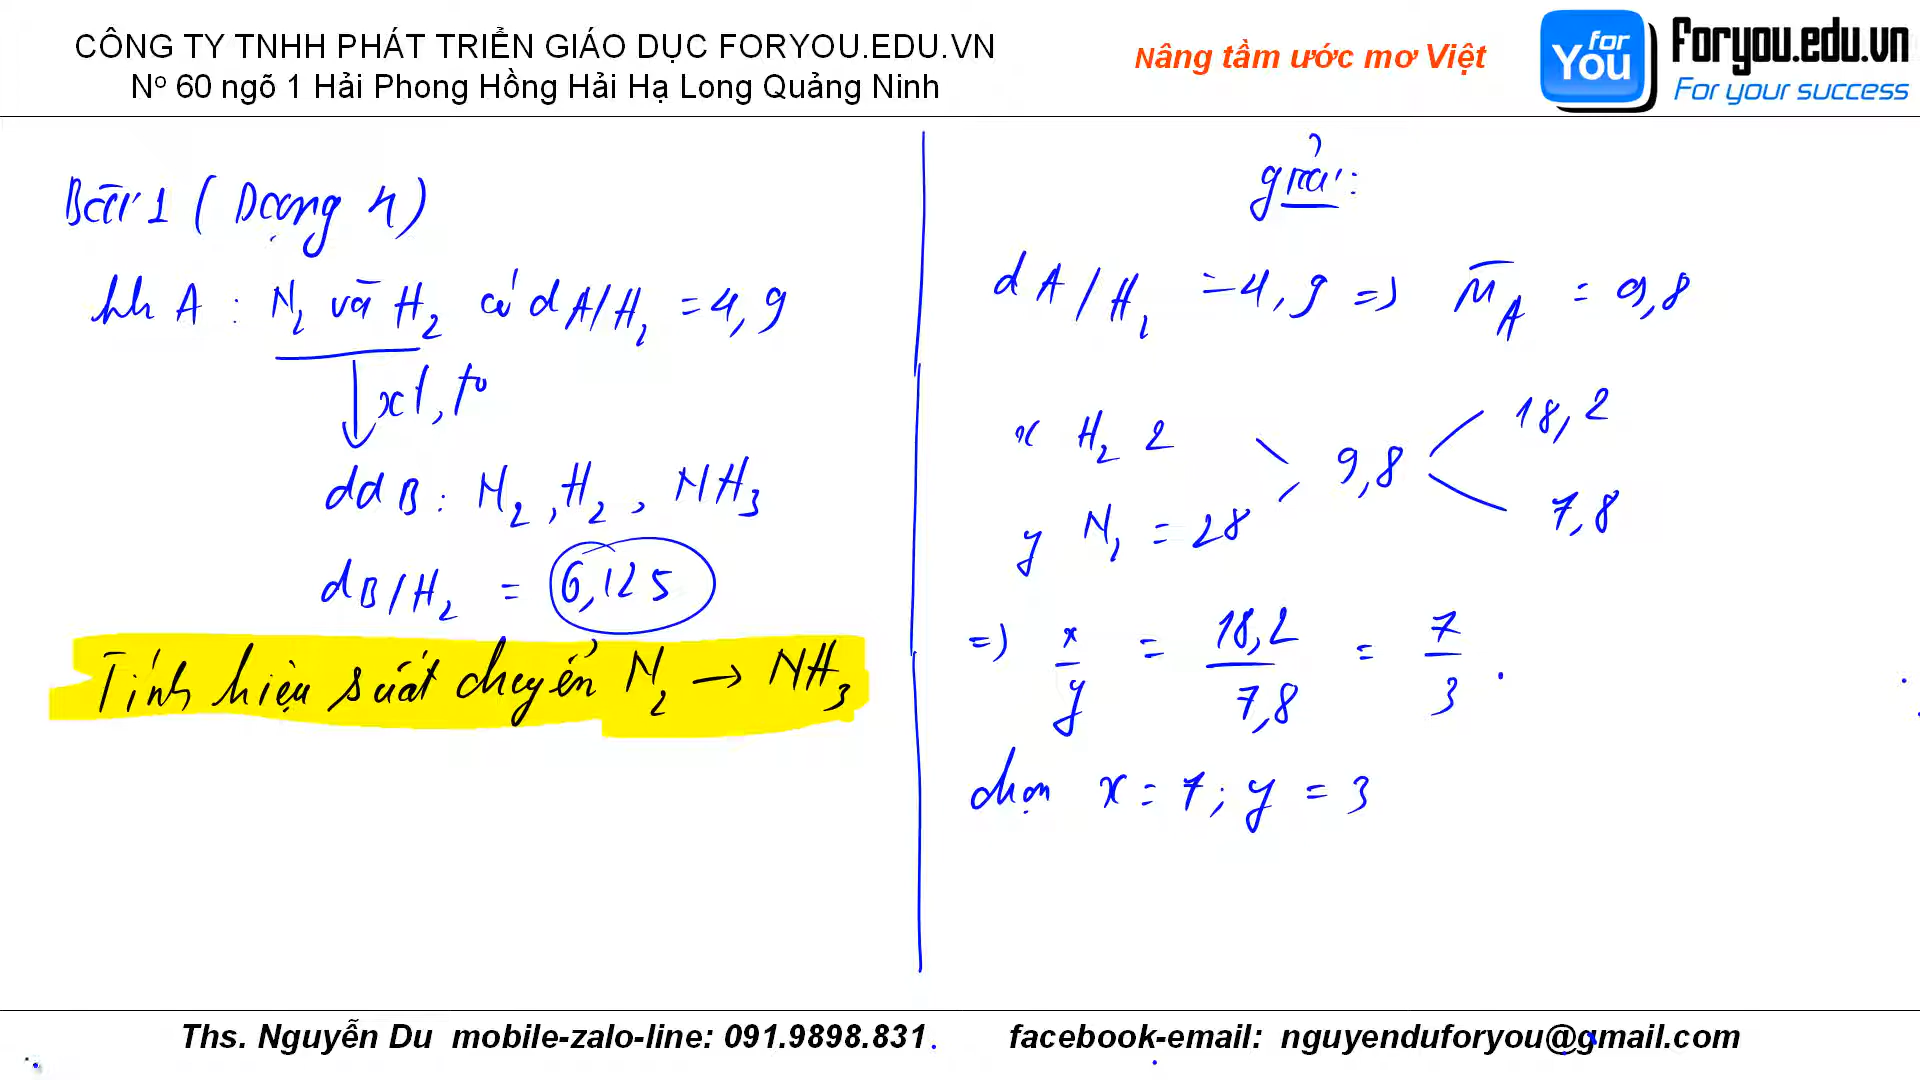 CÔNG TY TNHH PHÁT TRIỂN GIÁO DỤC FORYOU.EDU.VN
Nº 60 ngõ 1 Hải Phong Hồng Hải Hạ Long Quảng Ninh
Nâng tầm ước mơ Việt
for You
Foryou.edu.vn
For your success
Bài 1 (Dạng 4)
hh A : N₂ và H₂ có d A/H₂ = 4,9
xt, t°
dd B : N₂, H₂, NH₃
d B/H₂ = 6,125
Tính hiệu suất chuyển N₂ → NH₃
giải:
d A/H₂ = 4,9 => M̄_A = 9,8
x H₂ 2 9,8 18,2
y N₂ = 28 7,8
=> x/y = 18,2/7,8 = 7/3.
chọn x = 7; y = 3
Ths. Nguyễn Du mobile-zalo-line: 091.9898.831 facebook-email: nguyenduforyou@gmail.com